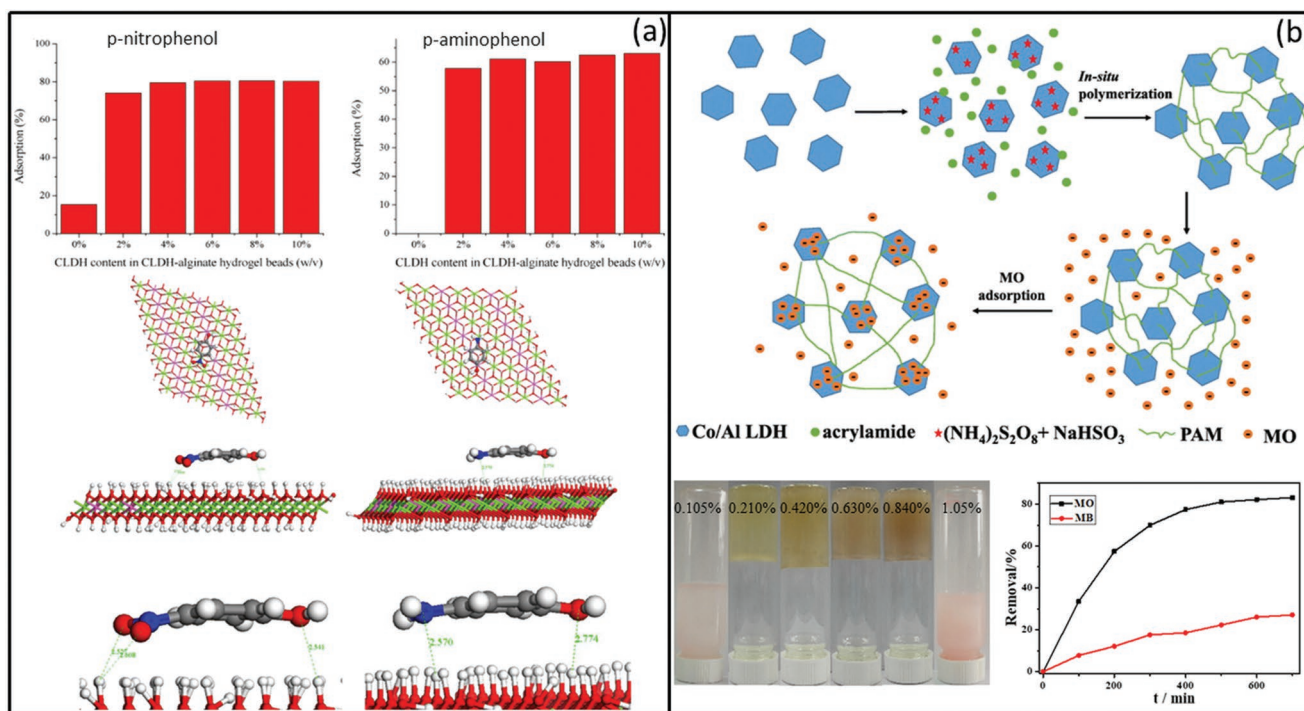 (a)
p-nitrophenol
Adsorption (%)
100
80
60
40
20
0
0% 2% 4% 6% 8% 10%
CLDH content in CLDH-alginate hydrogel beads (w/v)
p-aminophenol
Adsorption (%)
60
50
40
30
20
10
0
0% 2% 4% 6% 8% 10%
CLDH content in CLDH-alginate hydrogel beads (w/v)
2.570
2.774
(b)
In-situ
polymerization
MO
adsorption
Co/Al LDH acrylamide (NH₄)₂S₂O₈+ NaHSO₃ PAM MO
0.105% 0.210% 0.420% 0.630% 0.840% 1.05%
Removal/%
80
60
40
20
0
MO
MB
0 200 400 600
t / min